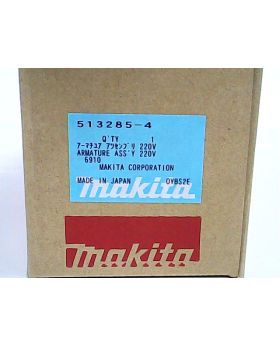 513285-4
Q'TY 1
アーマチュア アッセンブリ 220V
ARMATURE ASS'Y 220V
6910
MAKITA CORPORATION
MADE IN JAPAN OYBS2E
makita
makita